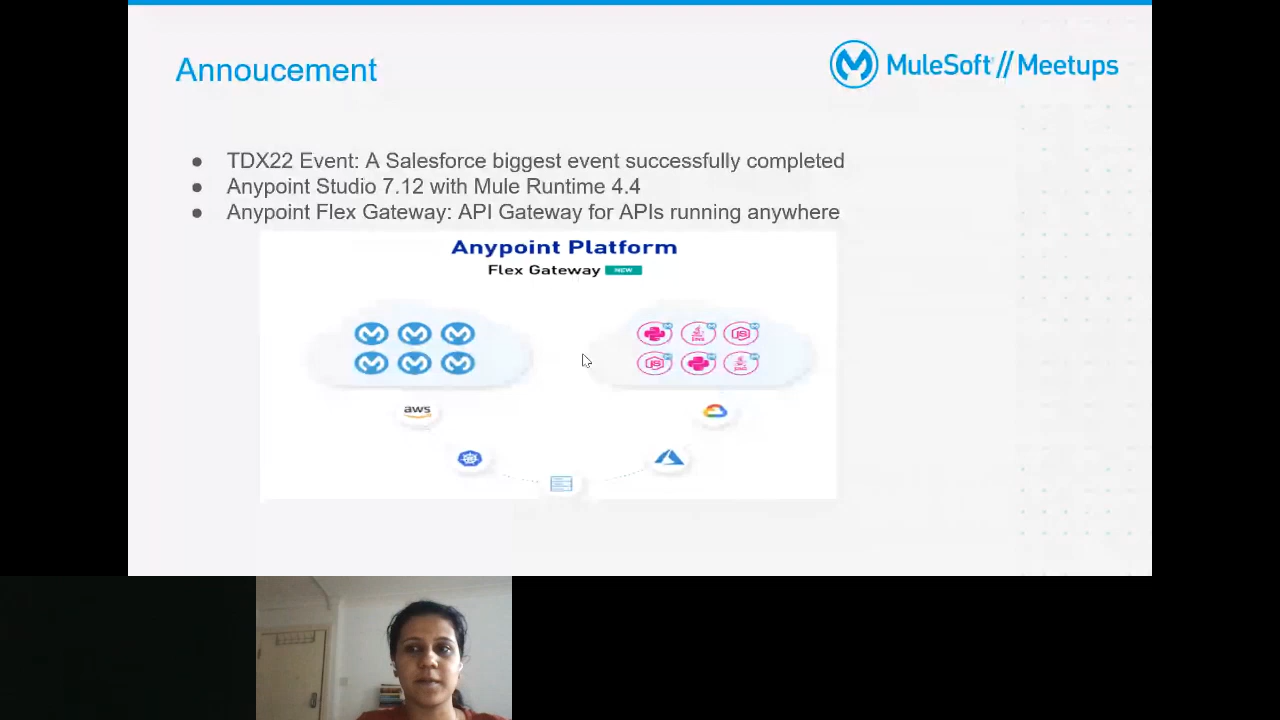 Annoucement
MuleSoft // Meetups
● TDX22 Event: A Salesforce biggest event successfully completed
● Anypoint Studio 7.12 with Mule Runtime 4.4
● Anypoint Flex Gateway: API Gateway for APIs running anywhere
Anypoint Platform
Flex Gateway NEW
aws